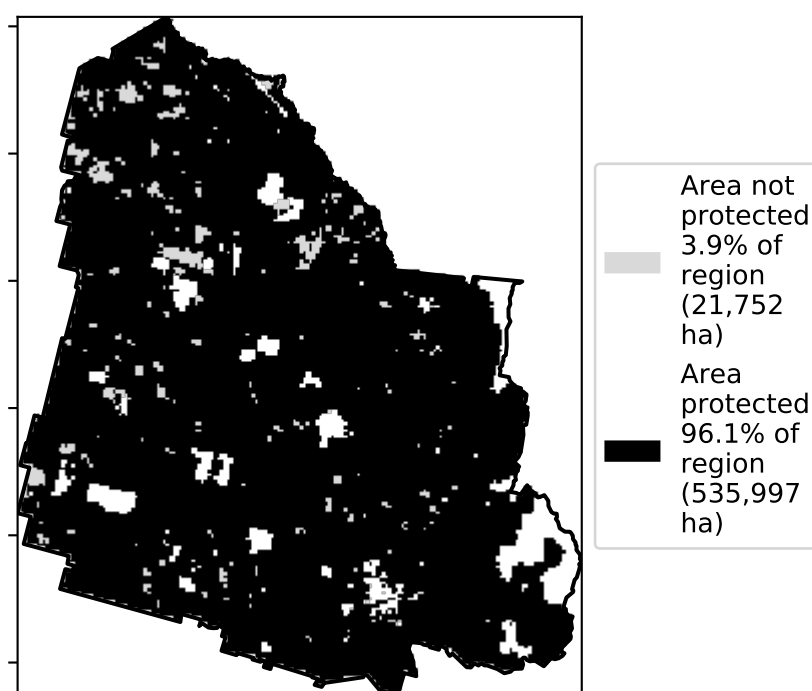 Area not
protected
3.9% of
region
(21,752
ha)
Area
protected
96.1% of
region
(535,997
ha)